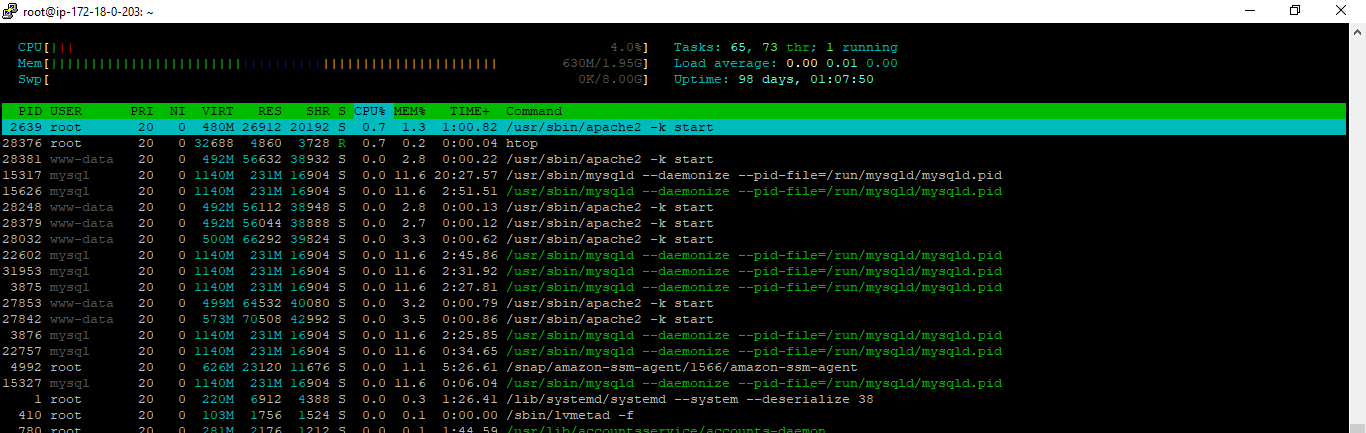 root@ip-172-18-0-203: ~
CPU[||| 4.0%] Tasks: 65, 73 thr; 1 running
Mem[|||||||||||||||||||||||||||||||||||||||||||||||||||||||| 630M/1.95G] Load average: 0.00 0.01 0.00
Swp[ 0K/8.00G] Uptime: 98 days, 01:07:50
PID USER PRI NI VIRT RES SHR S CPU% MEM% TIME+ Command
2639 root 20 0 480M 26912 20192 S 0.7 1.3 1:00.82 /usr/sbin/apache2 -k start
28376 root 20 0 32688 4860 3728 R 0.7 0.2 0:00.04 htop
28381 www-data 20 0 492M 56632 38932 S 0.0 2.8 0:00.22 /usr/sbin/apache2 -k start
15317 mysql 20 0 1140M 231M 16904 S 0.0 11.6 20:27.57 /usr/sbin/mysqld --daemonize --pid-file=/run/mysqld/mysqld.pid
15626 mysql 20 0 1140M 231M 16904 S 0.0 11.6 2:51.51 /usr/sbin/mysqld --daemonize --pid-file=/run/mysqld/mysqld.pid
28248 www-data 20 0 492M 56112 38948 S 0.0 2.8 0:00.13 /usr/sbin/apache2 -k start
28379 www-data 20 0 492M 56044 38888 S 0.0 2.7 0:00.12 /usr/sbin/apache2 -k start
28032 www-data 20 0 500M 66292 39824 S 0.0 3.3 0:00.62 /usr/sbin/apache2 -k start
22602 mysql 20 0 1140M 231M 16904 S 0.0 11.6 2:45.86 /usr/sbin/mysqld --daemonize --pid-file=/run/mysqld/mysqld.pid
31953 mysql 20 0 1140M 231M 16904 S 0.0 11.6 2:31.92 /usr/sbin/mysqld --daemonize --pid-file=/run/mysqld/mysqld.pid
3875 mysql 20 0 1140M 231M 16904 S 0.0 11.6 2:27.81 /usr/sbin/mysqld --daemonize --pid-file=/run/mysqld/mysqld.pid
27853 www-data 20 0 499M 64532 40080 S 0.0 3.2 0:00.79 /usr/sbin/apache2 -k start
27842 www-data 20 0 573M 70508 42992 S 0.0 3.5 0:00.86 /usr/sbin/apache2 -k start
3876 mysql 20 0 1140M 231M 16904 S 0.0 11.6 2:25.85 /usr/sbin/mysqld --daemonize --pid-file=/run/mysqld/mysqld.pid
22757 mysql 20 0 1140M 231M 16904 S 0.0 11.6 0:34.65 /usr/sbin/mysqld --daemonize --pid-file=/run/mysqld/mysqld.pid
4992 root 20 0 626M 23120 11676 S 0.0 1.1 5:26.61 /snap/amazon-ssm-agent/1566/amazon-ssm-agent
15327 mysql 20 0 1140M 231M 16904 S 0.0 11.6 0:06.04 /usr/sbin/mysqld --daemonize --pid-file=/run/mysqld/mysqld.pid
1 root 20 0 220M 6912 4388 S 0.0 0.3 1:26.41 /lib/systemd/systemd --system --deserialize 38
410 root 20 0 103M 1756 1524 S 0.0 0.1 0:00.00 /sbin/lvmetad -f
780 root 20 0 281M 2176 1212 S 0.0 0.1 1:44.59 /usr/lib/accountsservice/accounts-daemon